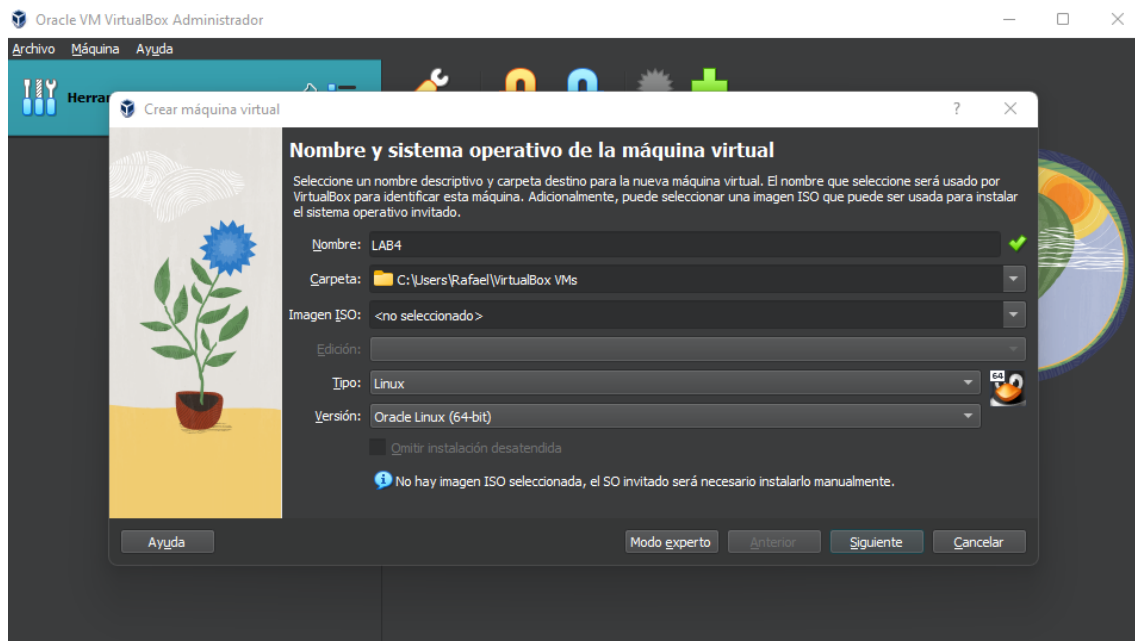 Oracle VM VirtualBox Administrador
Archivo Máquina Ayuda
Herrar
Crear máquina virtual
?
Nombre y sistema operativo de la máquina virtual
Seleccione un nombre descriptivo y carpeta destino para la nueva máquina virtual. El nombre que seleccione será usado por
VirtualBox para identificar esta máquina. Adicionalmente, puede seleccionar una imagen ISO que puede ser usada para instalar
el sistema operativo invitado.
Nombre: LAB4
Carpeta: C:\Users\Rafael\VirtualBox VMs
Imagen ISO: <no seleccionado>
Edición:
Tipo: Linux
64
Versión: Oracle Linux (64-bit)
Omitir instalación desatendida
No hay imagen ISO seleccionada, el SO invitado será necesario instalarlo manualmente.
Ayuda Modo experto Anterior Siguiente Cancelar